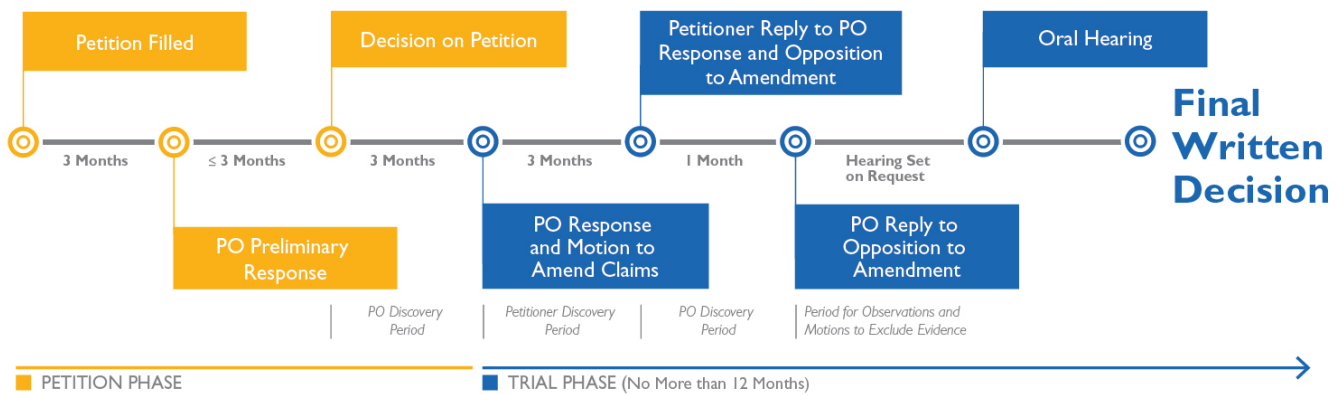 Petition Filled
Decision on Petition
Petitioner Reply to PO
Response and Opposition
to Amendment
Oral Hearing
Final
Written
Decision
3 Months
≤ 3 Months
3 Months
3 Months
1 Month
Hearing Set
on Request
PO Preliminary
Response
PO Response
and Motion to
Amend Claims
PO Reply to
Opposition to
Amendment
PO Discovery
Period
Petitioner Discovery
Period
PO Discovery
Period
Period for Observations and
Motions to Exclude Evidence
PETITION PHASE
TRIAL PHASE (No More than 12 Months)